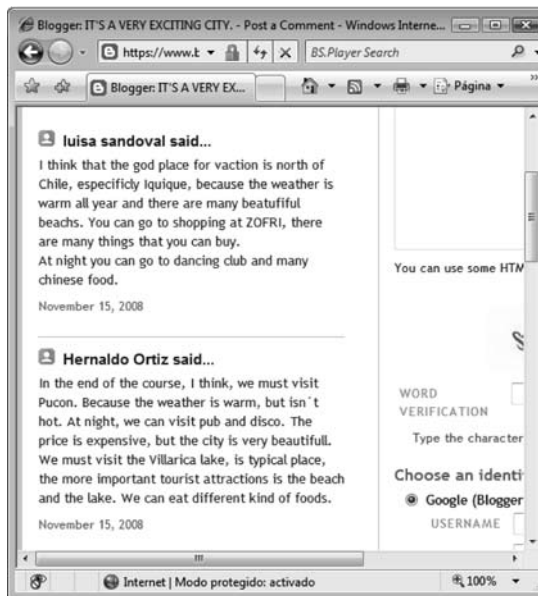 Blogger: IT'S A VERY EXCITING CITY. - Post a Comment - Windows Interne...
https://www.b
BS.Player Search
Blogger: IT'S A VERY EX...
Página
luisa sandoval said...
I think that the god place for vaction is north of
Chile, especificly Iquique, because the weather is
warm all year and there are many beatufiful
beachs. You can go to shopping at ZOFRI, there
are many things that you can buy.
At night you can go to dancing club and many
chinese food.
November 15, 2008
Hernaldo Ortiz said...
In the end of the course, I think, we must visit
Pucon. Because the weather is warm, but isn´t
hot. At night, we can visit pub and disco. The
price is expensive, but the city is very beautifull.
We must visit the Villarica lake, is typical place,
the more important tourist attractions is the beach
and the lake. We can eat different kind of foods.
November 15, 2008
You can use some HTM
WORD
VERIFICATION
Type the character
Choose an identi
Google (Blogger
USERNAME
Internet | Modo protegido: activado
100%